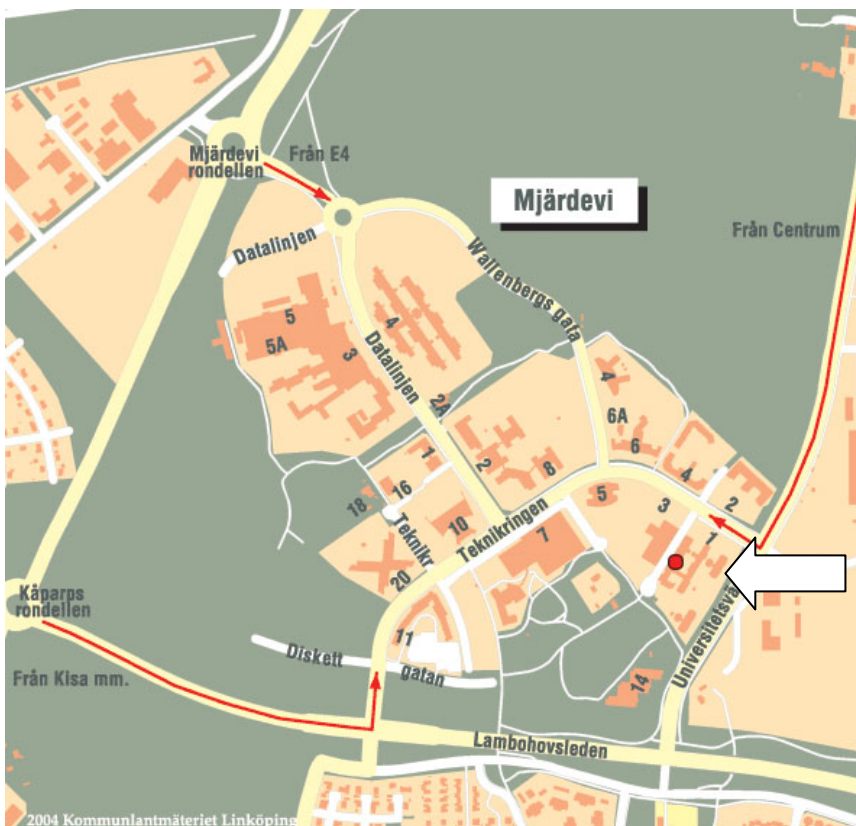 Mjärdevi
rondellen
Från E4
Mjärdevi
Från Centrum
Datalinjen
Wallenbergs gata
5
5A
3
4
Datalinjen
2A
4
6A
6
1
2
8
4
2
16
18
10
5
3
1
Teknikringen
Teknikr
7
20
Kåparps
rondellen
11
Diskett
gatan
Från Kisa mm.
14
Universitetsvä
Lambohovsleden
2004 Kommunlantmäteriet Linköping